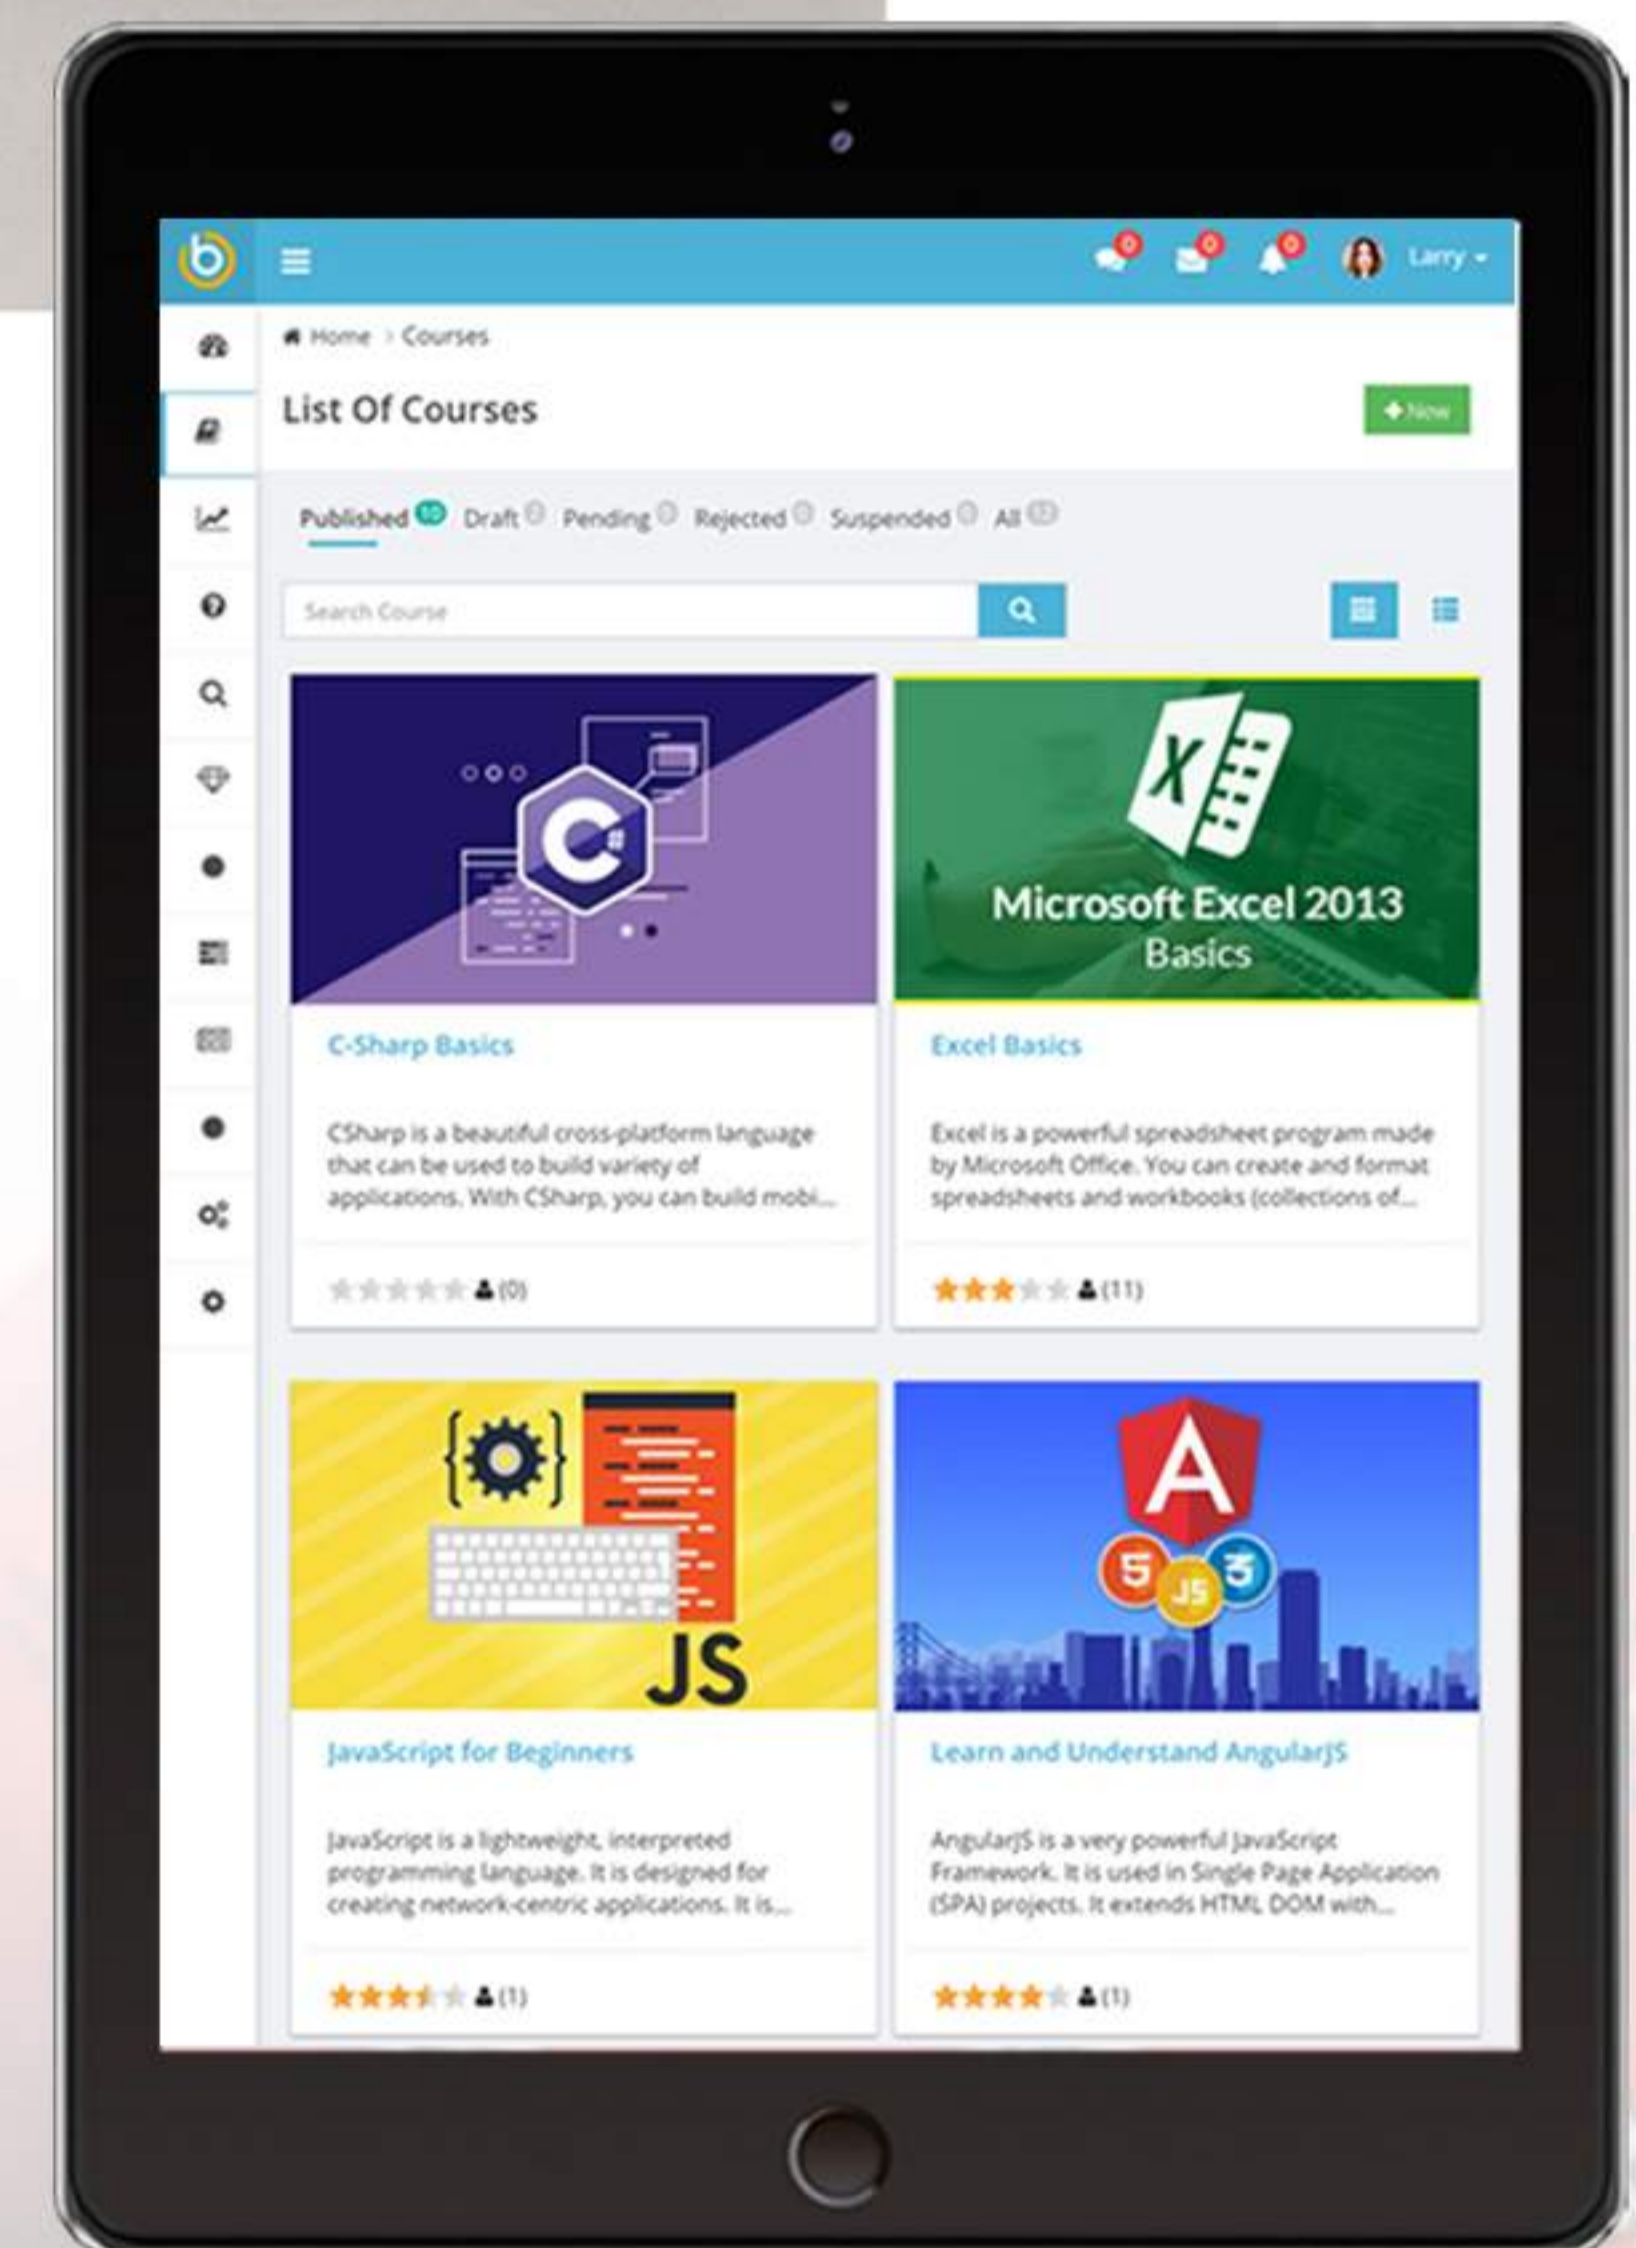 b
0
0
0
Larry
Home > Courses
List Of Courses
New
Published 10 Draft Pending Rejected Suspended All
Search Course
C#
X
Microsoft Excel 2013
Basics
C-Sharp Basics
Excel Basics
CSharp is a beautiful cross-platform language
that can be used to build variety of
applications. With CSharp, you can build mobi...
Excel is a powerful spreadsheet program made
by Microsoft Office. You can create and format
spreadsheets and workbooks (collections of...
(0)
(11)
{ }
JS
A
5 JS 3
JavaScript for Beginners
Learn and Understand AngularJS
JavaScript is a lightweight, interpreted
programming language. It is designed for
creating network-centric applications. It is...
AngularJS is a very powerful JavaScript
Framework. It is used in Single Page Application
(SPA) projects. It extends HTML DOM with...
(1)
(1)